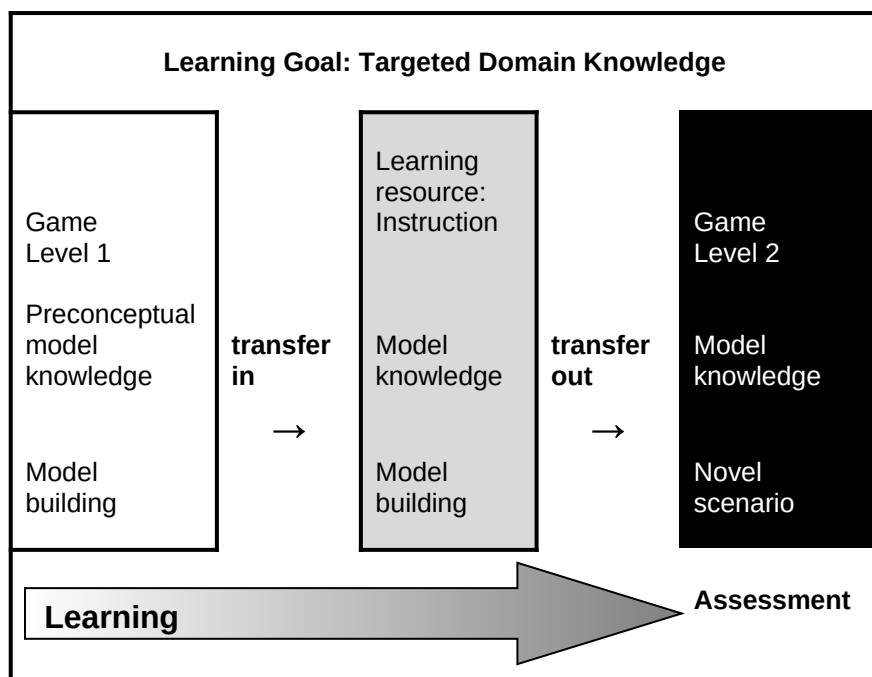 Learning Goal: Targeted Domain Knowledge
Game
Level 1
Preconceptual
model
knowledge
Model
building
transfer
in
→
Learning
resource:
Instruction
Model
knowledge
Model
building
transfer
out
→
Game
Level 2
Model
knowledge
Novel
scenario
Learning
Assessment